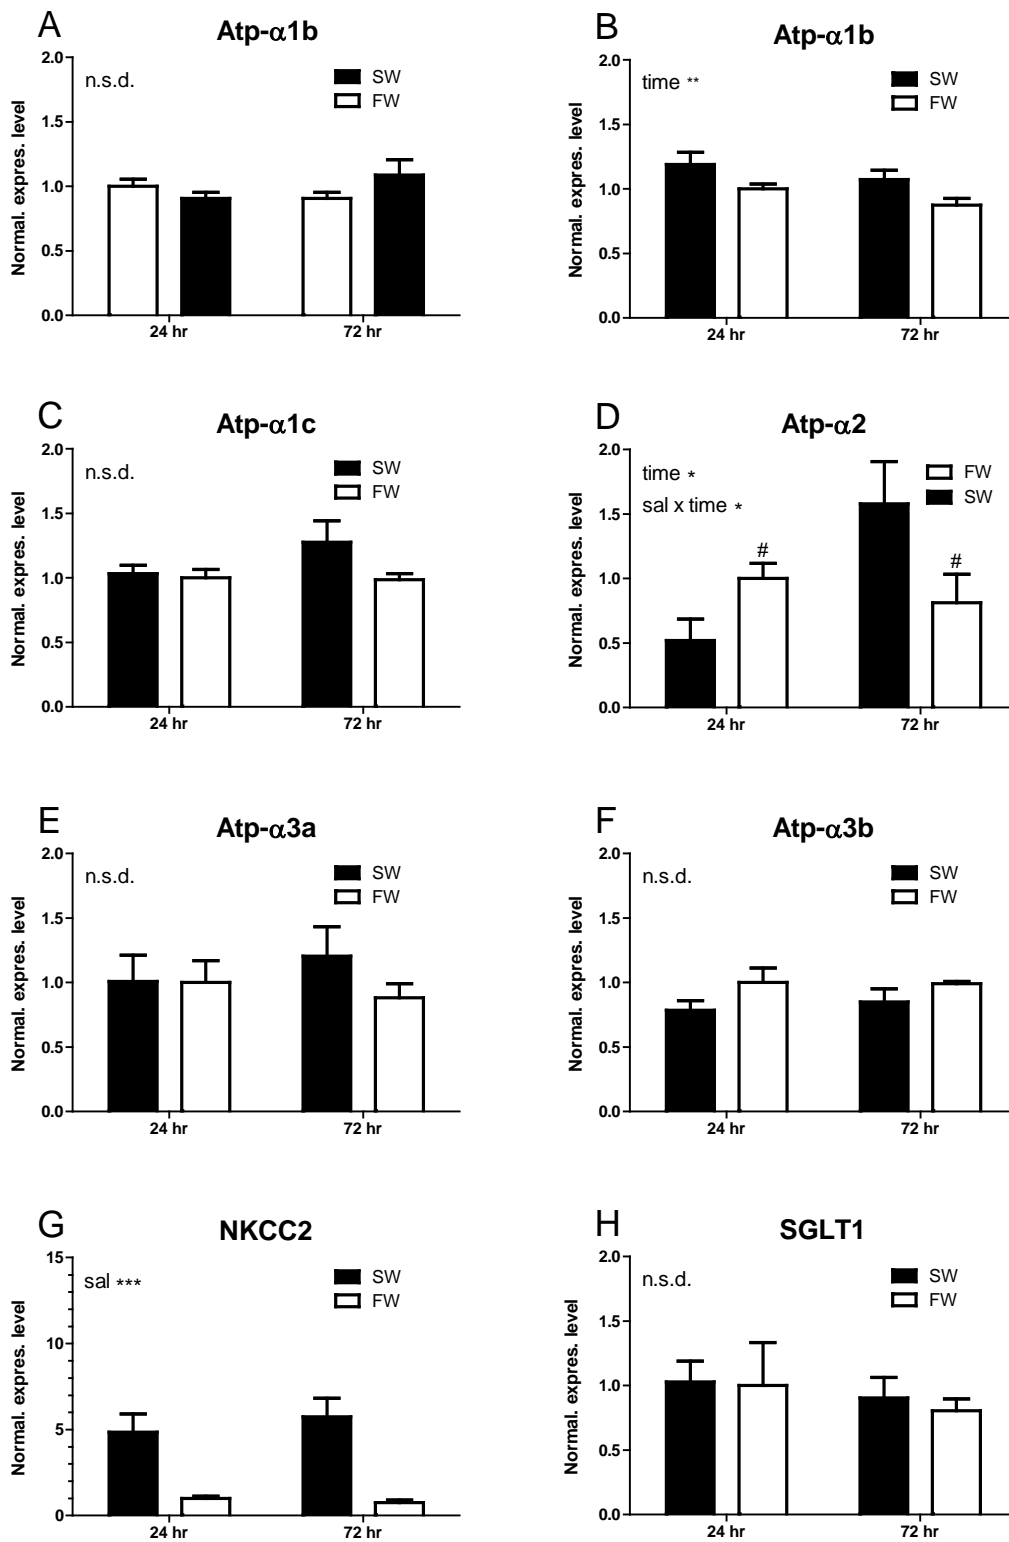 A
Atp-α1b
Normal. expres. level
2.0
1.5
1.0
0.5
0.0
n.s.d.
SW
FW
24 hr
72 hr
B
Atp-α1b
Normal. expres. level
2.0
1.5
1.0
0.5
0.0
time **
SW
FW
24 hr
72 hr
C
Atp-α1c
Normal. expres. level
2.0
1.5
1.0
0.5
0.0
n.s.d.
SW
FW
24 hr
72 hr
D
Atp-α2
Normal. expres. level
2.0
1.5
1.0
0.5
0.0
time *
sal x time *
FW
SW
#
#
24 hr
72 hr
E
Atp-α3a
Normal. expres. level
2.0
1.5
1.0
0.5
0.0
n.s.d.
SW
FW
24 hr
72 hr
F
Atp-α3b
Normal. expres. level
2.0
1.5
1.0
0.5
0.0
n.s.d.
SW
FW
24 hr
72 hr
G
NKCC2
Normal. expres. level
15
10
5
0
sal ***
SW
FW
24 hr
72 hr
H
SGLT1
Normal. expres. level
2.0
1.5
1.0
0.5
0.0
n.s.d.
SW
FW
24 hr
72 hr